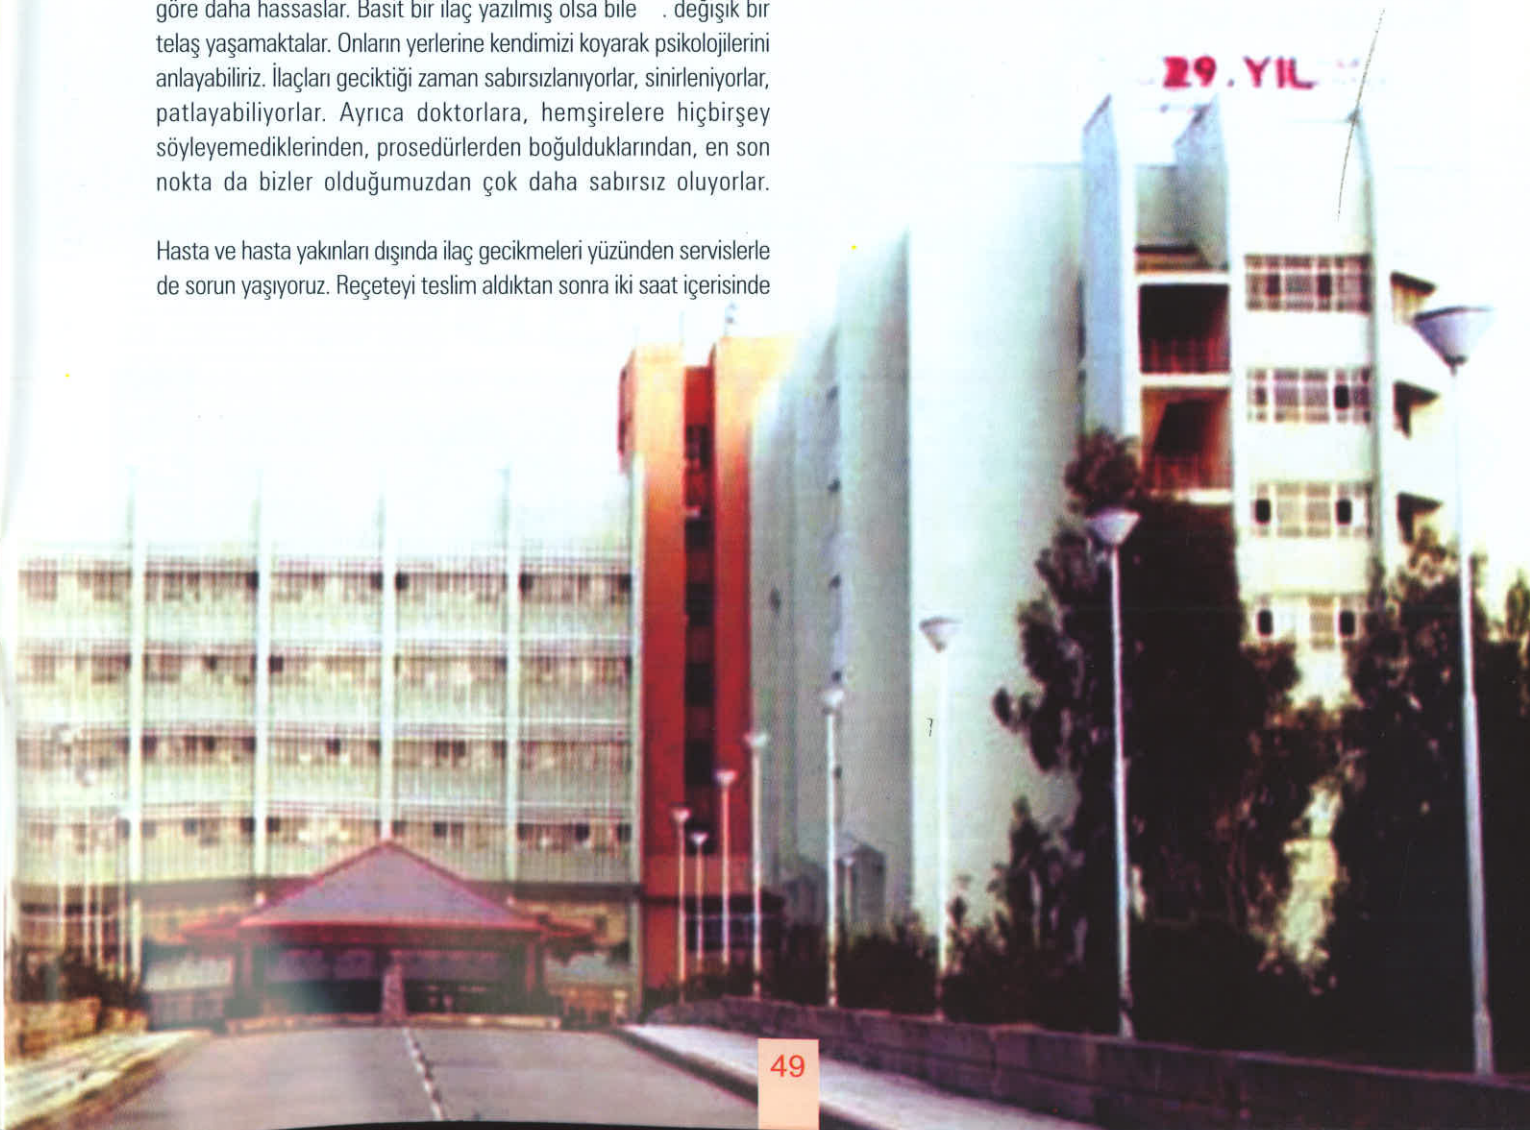 göre daha hassaslar. Basit bir ilaç yazılmış olsa bile . değişik bir
telaş yaşamaktalar. Onların yerlerine kendimizi koyarak psikolojilerini
anlayabiliriz. İlaçları geciktiği zaman sabırsızlanıyorlar, sinirleniyorlar,
patlayabiliyorlar. Ayrıca doktorlara, hemşirelere hiçbirşey
söyleyemediklerinden, prosedürlerden boğulduklarından, en son
nokta da bizler olduğumuzdan çok daha sabırsız oluyorlar.
Hasta ve hasta yakınları dışında ilaç gecikmeleri yüzünden servislerle
de sorun yaşıyoruz. Reçeteyi teslim aldıktan sonra iki saat içerisinde
29.YIL
49